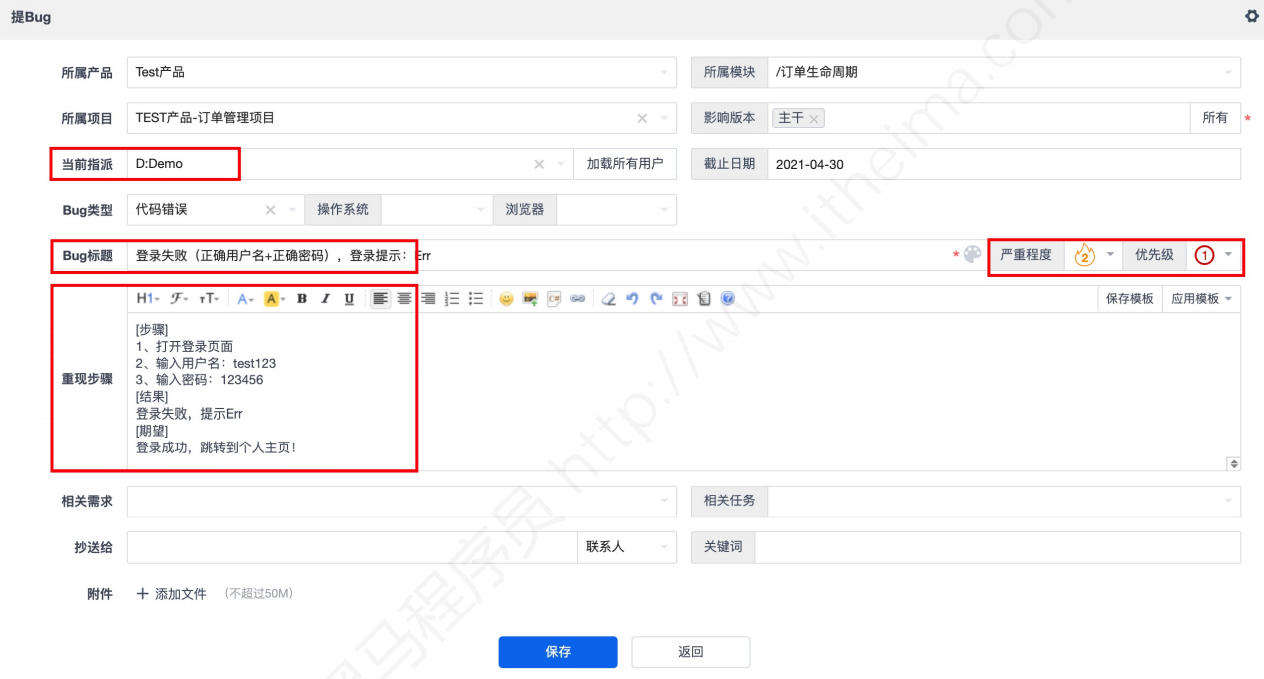 提Bug
所属产品 Test产品 所属模块 /订单生命周期
所属项目 TEST产品-订单管理项目 影响版本 主干 所有 *
当前指派 D:Demo 加载所有用户 截止日期 2021-04-30
Bug类型 代码错误 操作系统 浏览器
Bug标题 登录失败（正确用户名+正确密码），登录提示：Err * 严重程度 2 优先级 1
H1 F TT A A B I U 保存模板 应用模板
重现步骤
[步骤]
1、打开登录页面
2、输入用户名：test123
3、输入密码：123456
[结果]
登录失败，提示Err
[期望]
登录成功，跳转到个人主页！
相关需求 相关任务
抄送给 联系人 关键词
附件 添加文件 （不超过50M）
保存 返回
黑马程序员 http://www.itheima.com